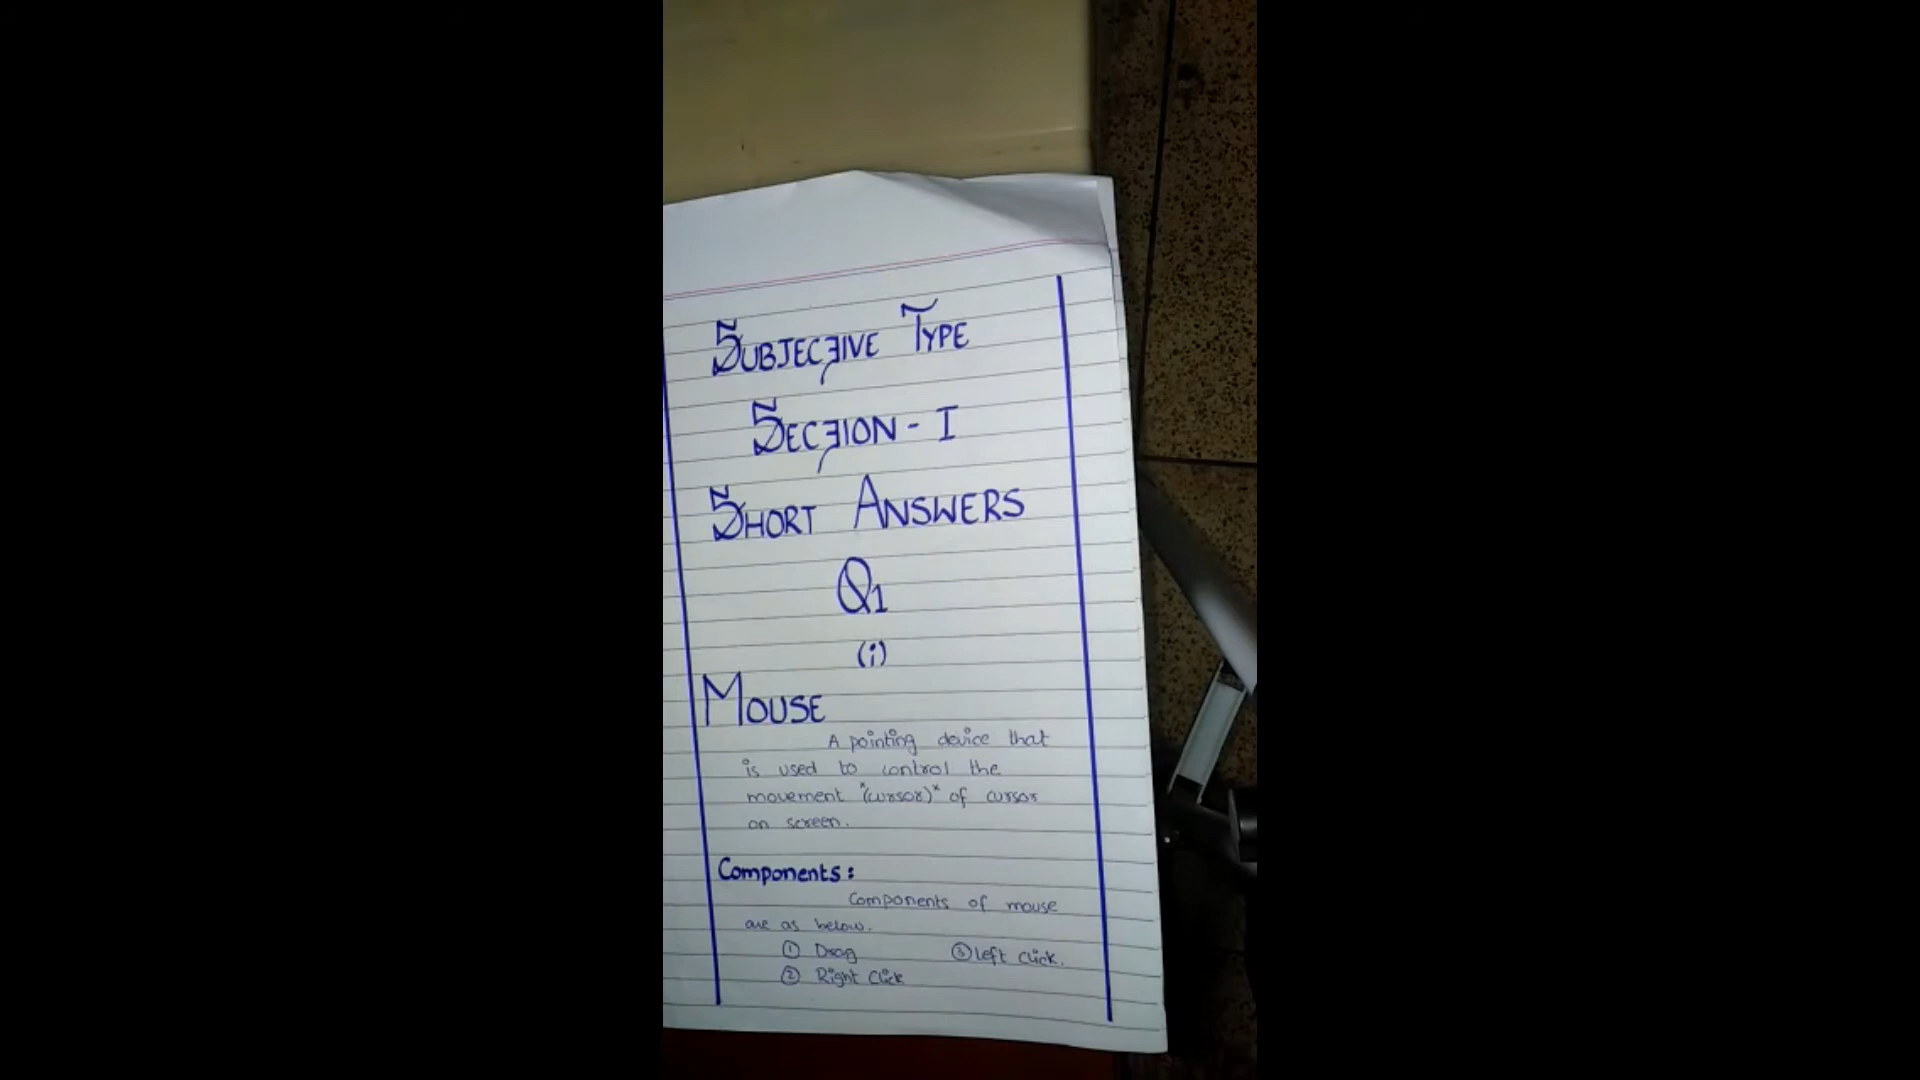 SUBJECTIVE TYPE
SECTION - I
SHORT ANSWERS
Q1
(i)
MOUSE
A pointing device that
is used to control the
movement "(cursor)" of cursor
on screen.
Components:
Components of mouse
are as below.
① Drag ③ Left Click.
② Right Click